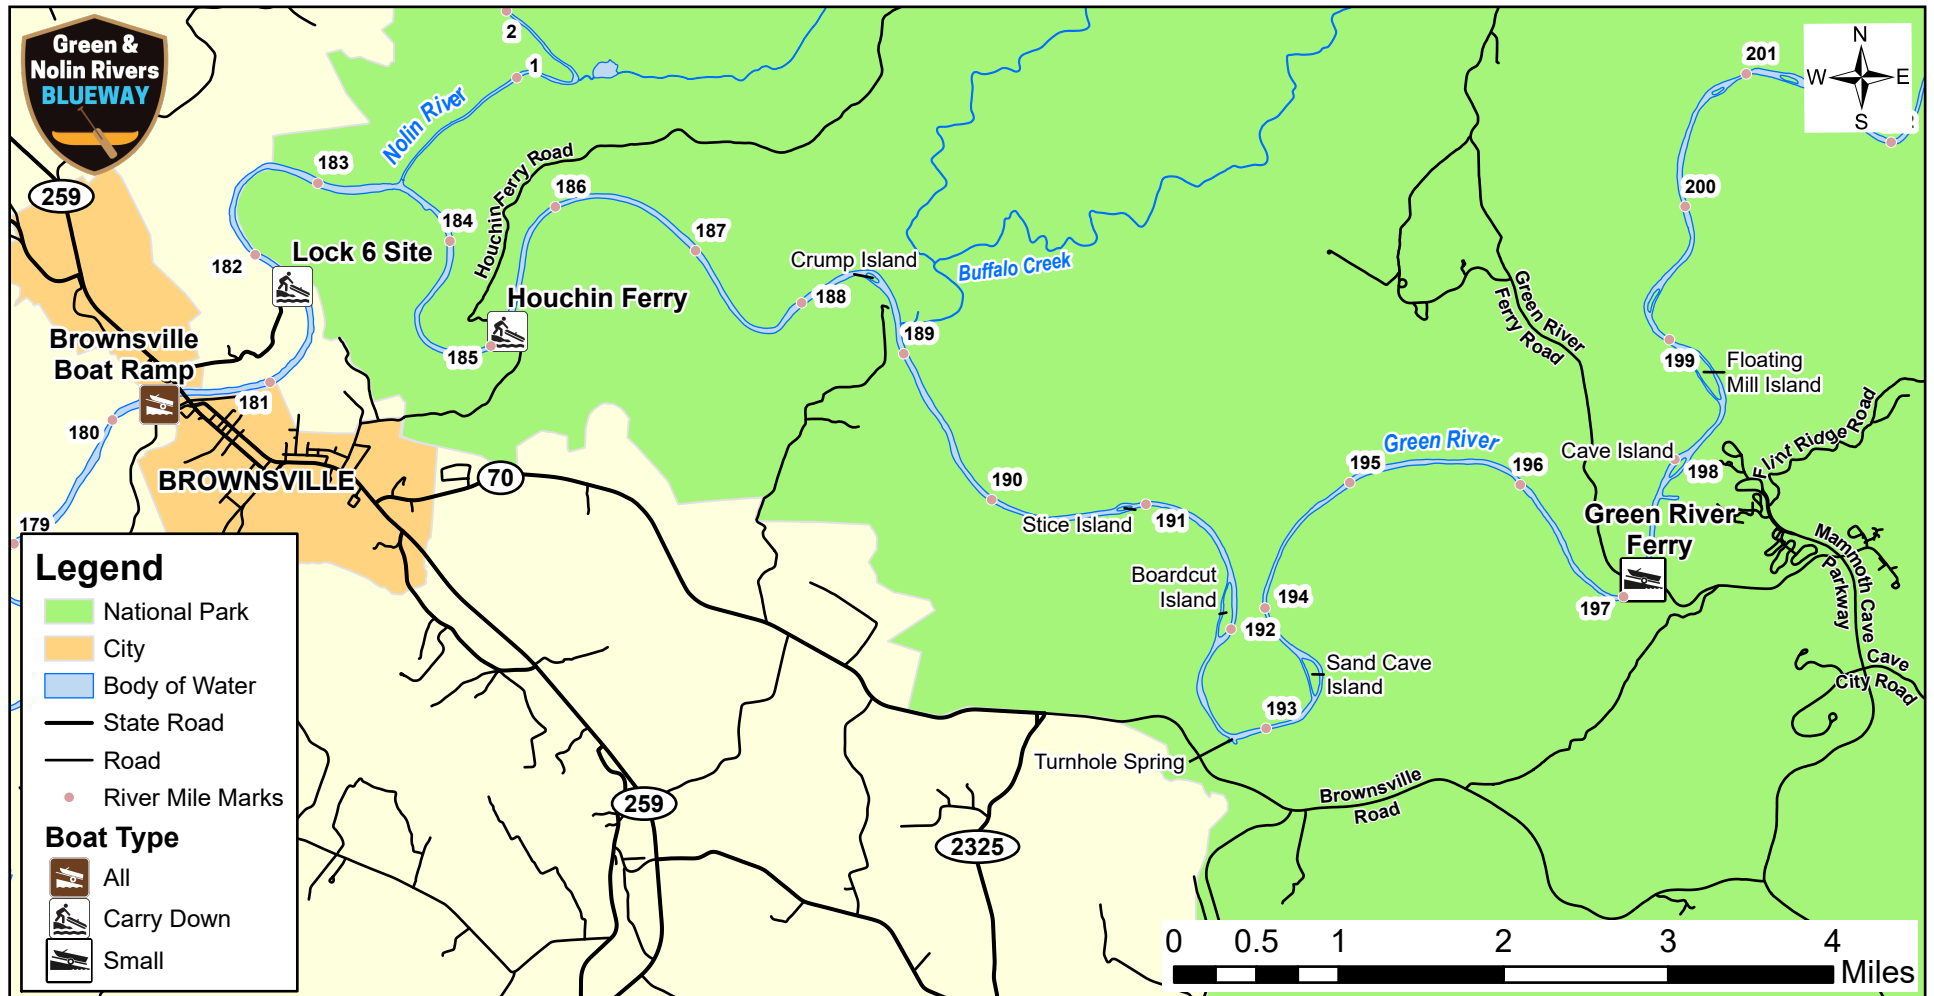 Green &
Nolin Rivers
BLUEWAY
2
1
Nolin River
183
259
184
186
Houchin Ferry Road
187
182
Lock 6 Site
Crump Island
Buffalo Creek
188
Houchin Ferry
189
185
Brownsville
Boat Ramp
181
180
BROWNSVILLE
70
179
190
Stice Island
191
Boardcut
Island
192
194
Sand Cave
Island
193
Turnhole Spring
195
Green River
196
197
Green River
Ferry
198
Cave Island
199
Floating
Mill Island
200
201
N
W
E
S
Green River
Ferry Road
Flint Ridge Road
Mammoth Cave
Parkway
Cave
City Road
Brownsville
Road
259
2325
Legend
National Park
City
Body of Water
State Road
Road
River Mile Marks
Boat Type
All
Carry Down
Small
0
0.5
1
2
3
4
Miles